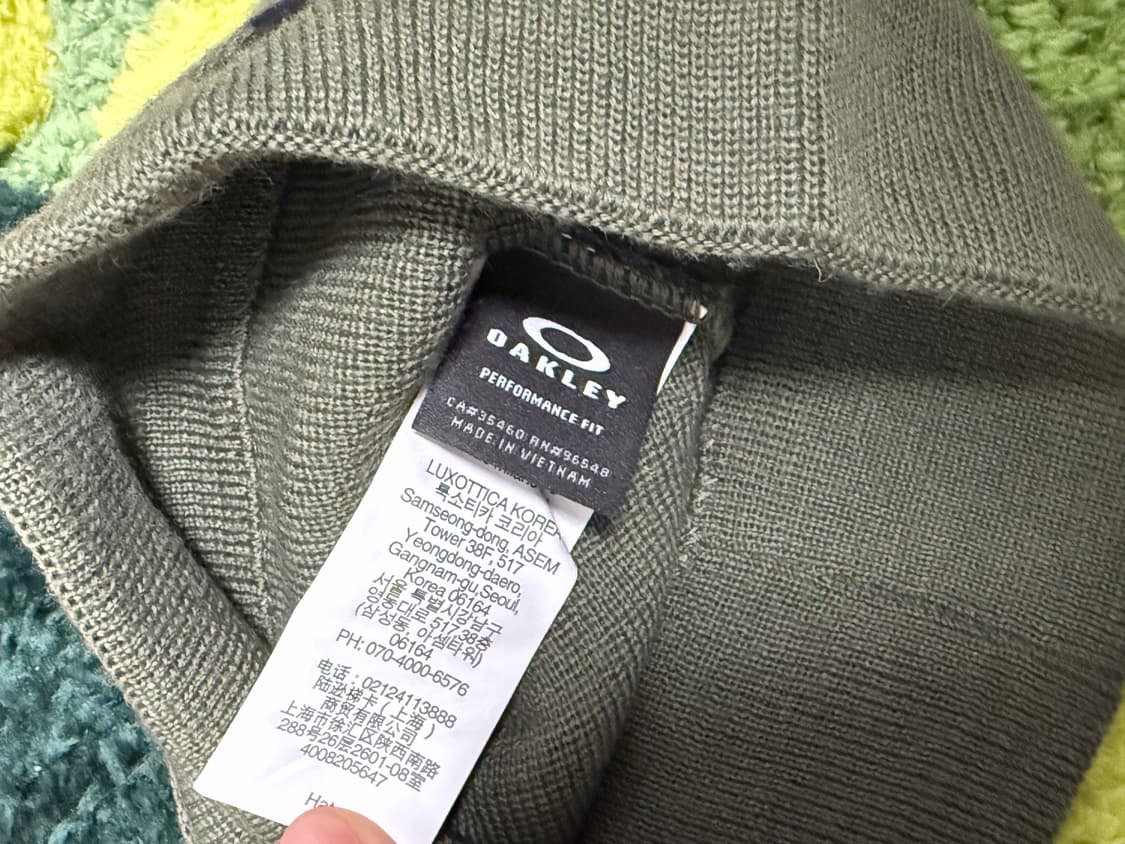 OAKLEY
PERFORMANCE FIT
CA#35460 RN#96548
MADE IN VIETNAM
LUXOTTICA KOREA
룩소티카 코리아
Samseong-dong, ASEM
Tower 38F, 517
Yeongdong-daero,
Gangnam-gu,Seoul,
Korea 06164
서울 특별시강남구
영동대로 517,38층
(삼성동 아셈타워)
06164
PH: 070-4000-6576
电话：02124113888
陆逊梯卡（上海）
商贸有限公司
上海市徐汇区陕西南路
288号26层2601-08室
4008205647